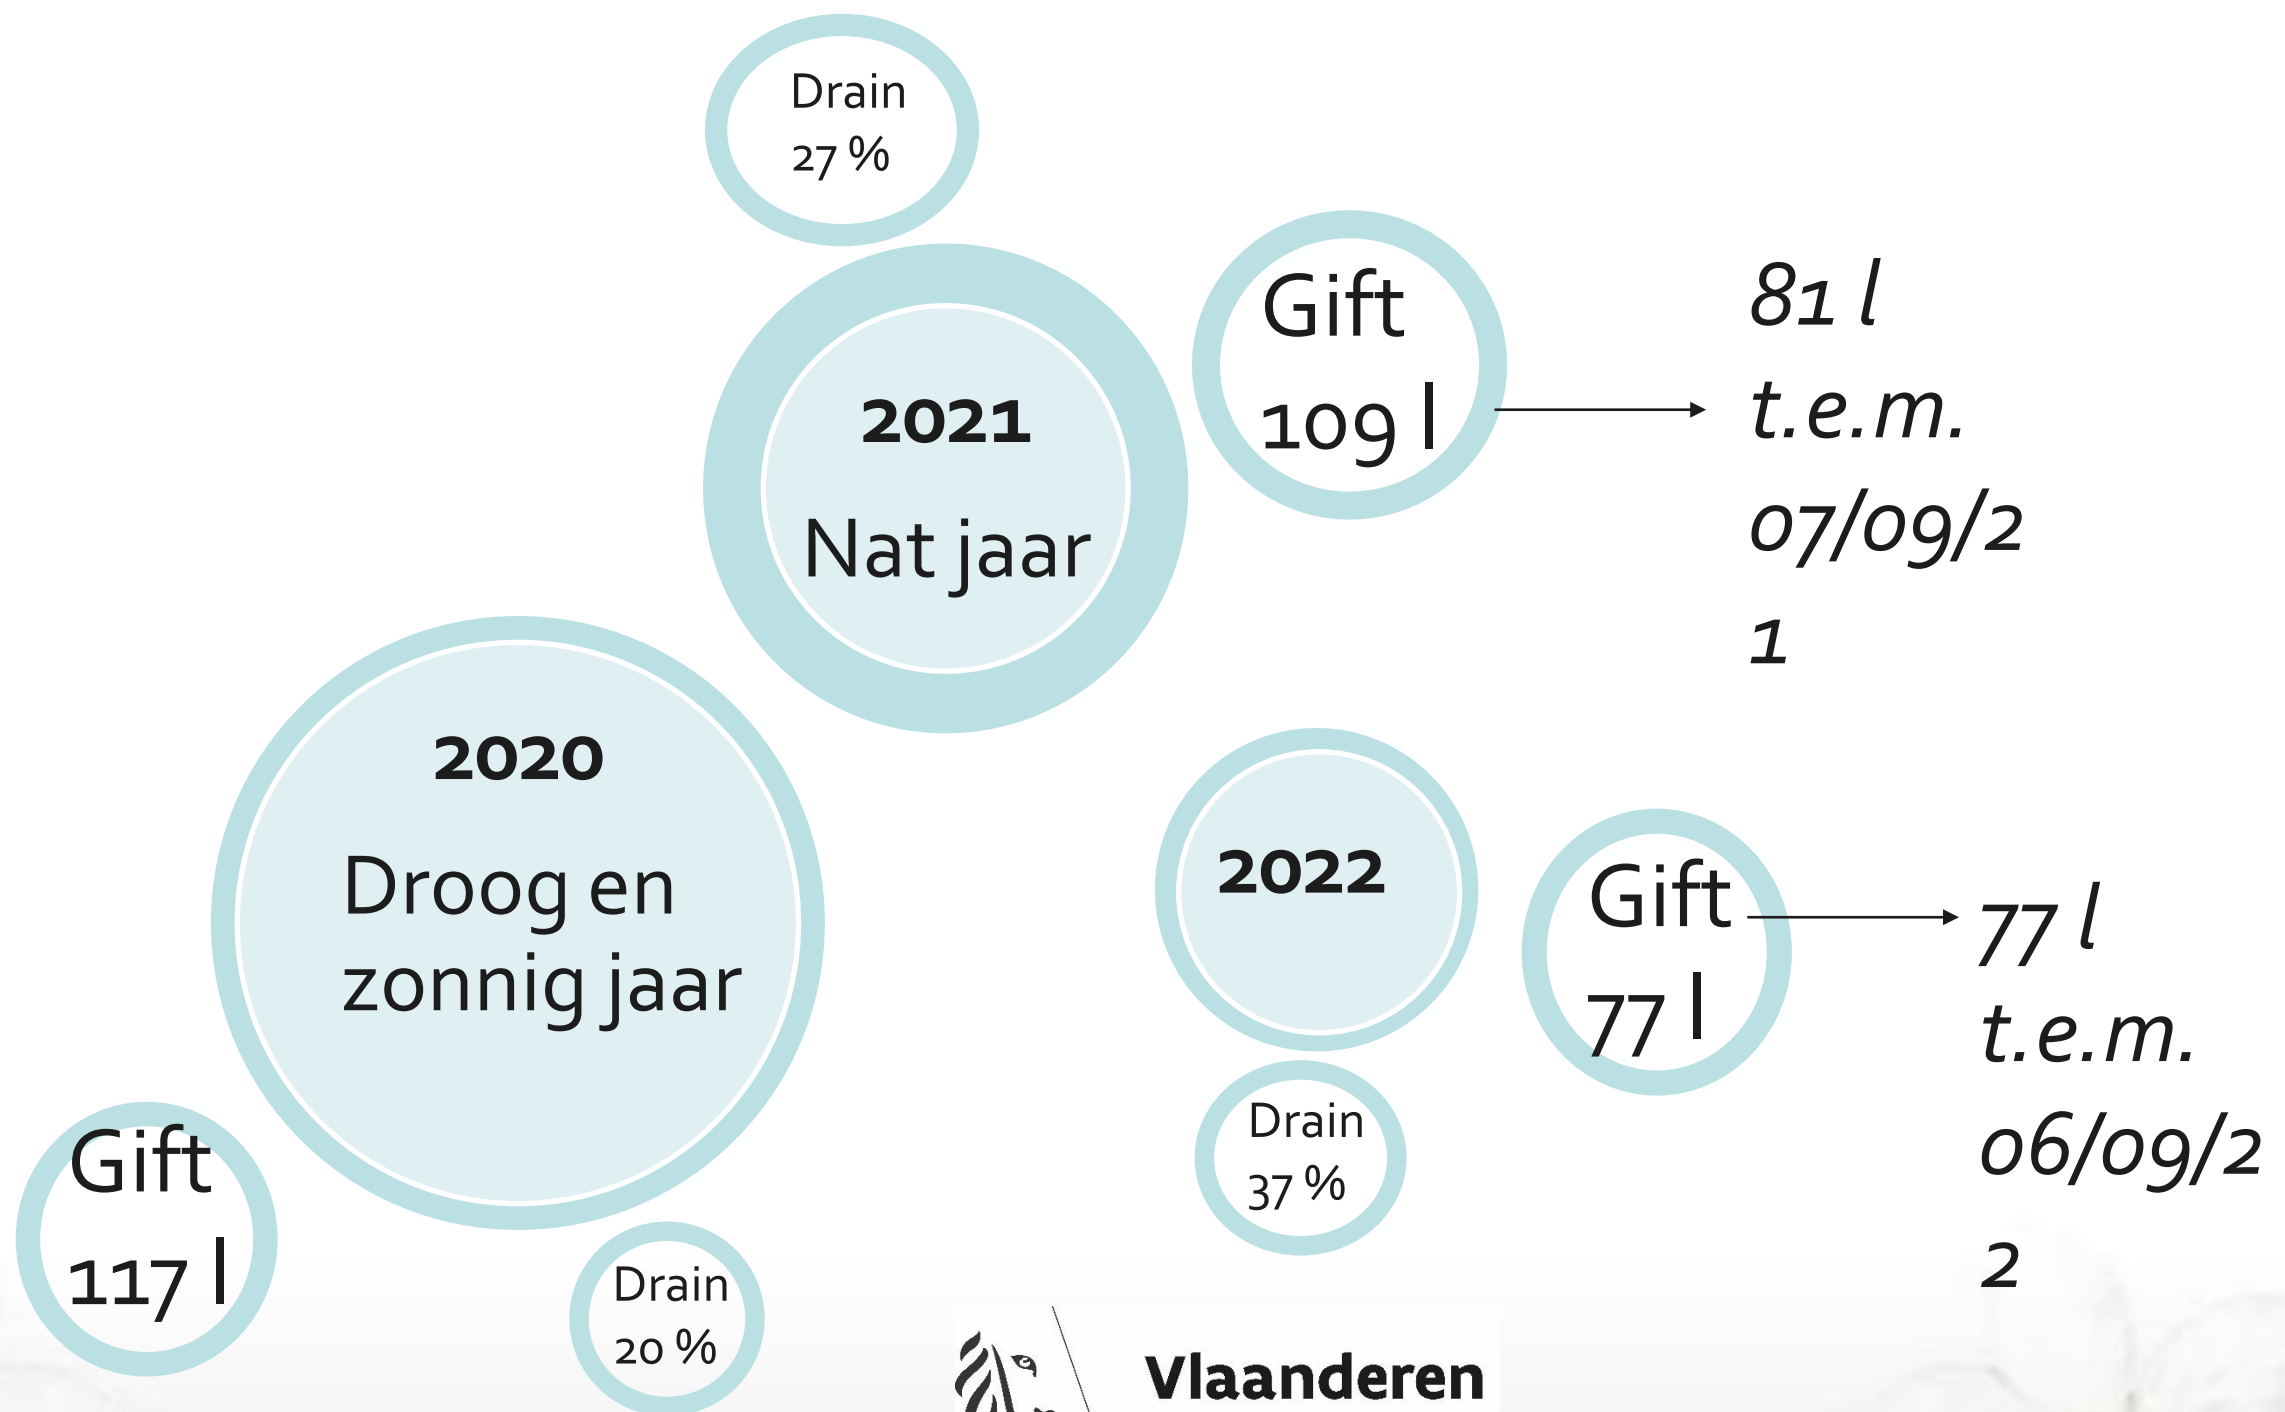 Drain
27 %
Gift
109 l
81 l
t.e.m.
07/09/2
1
2021
Nat jaar
2020
Droog en
zonnig jaar
2022
Gift
77 l
77 l
t.e.m.
06/09/2
2
Drain
37 %
Gift
117 l
Drain
20 %
Vlaanderen